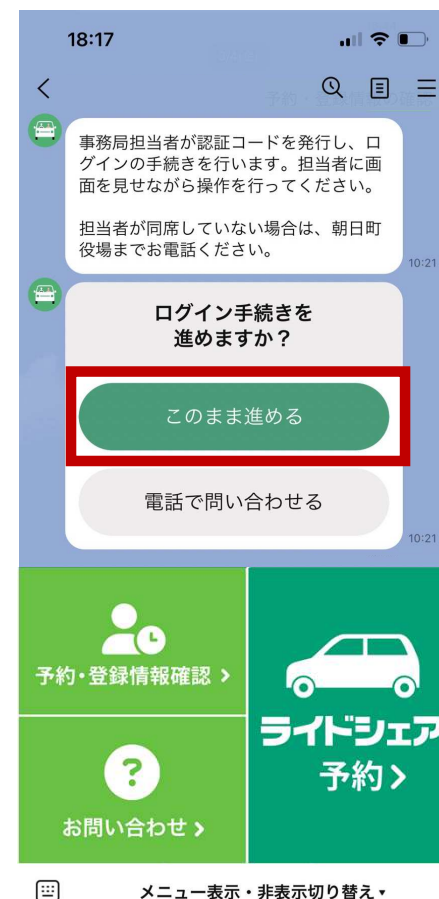 18:17
事務局担当者が認証コードを発行し、ロ
グインの手続きを行います。担当者に画
面を見せながら操作を行ってください。
担当者が同席していない場合は、朝日町
役場までお電話ください。
10:21
ログイン手続きを
進めますか？
このまま進める
電話で問い合わせる
10:21
予約・登録情報確認 >
ライドシェア
予約 >
お問い合わせ >
メニュー表示・非表示切り替え▾